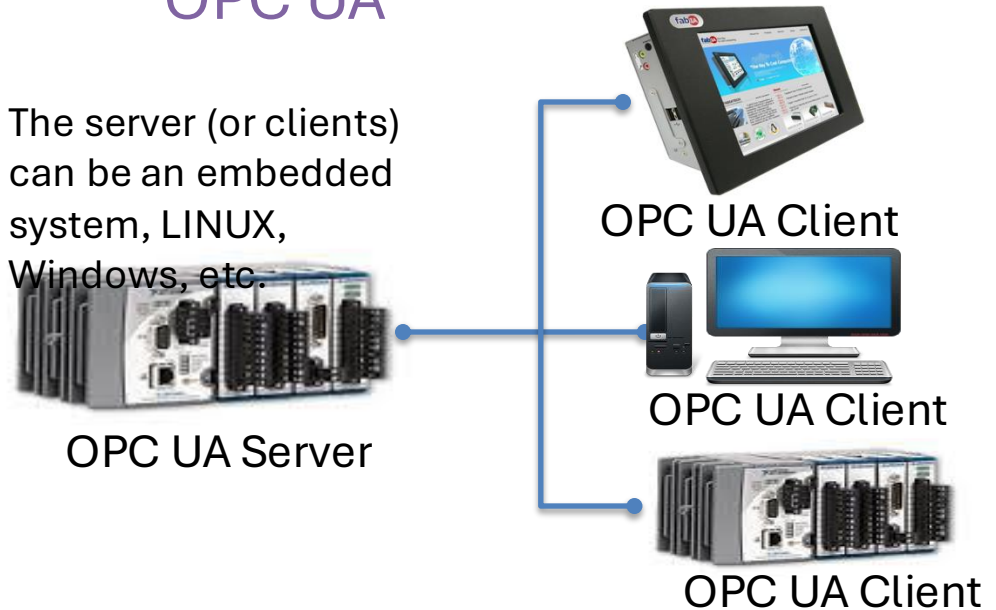 OPC UA
The server (or clients)
can be an embedded
system, LINUX,
Windows, etc.
OPC UA Server
fabIIA
OPC UA Client
OPC UA Client
OPC UA Client